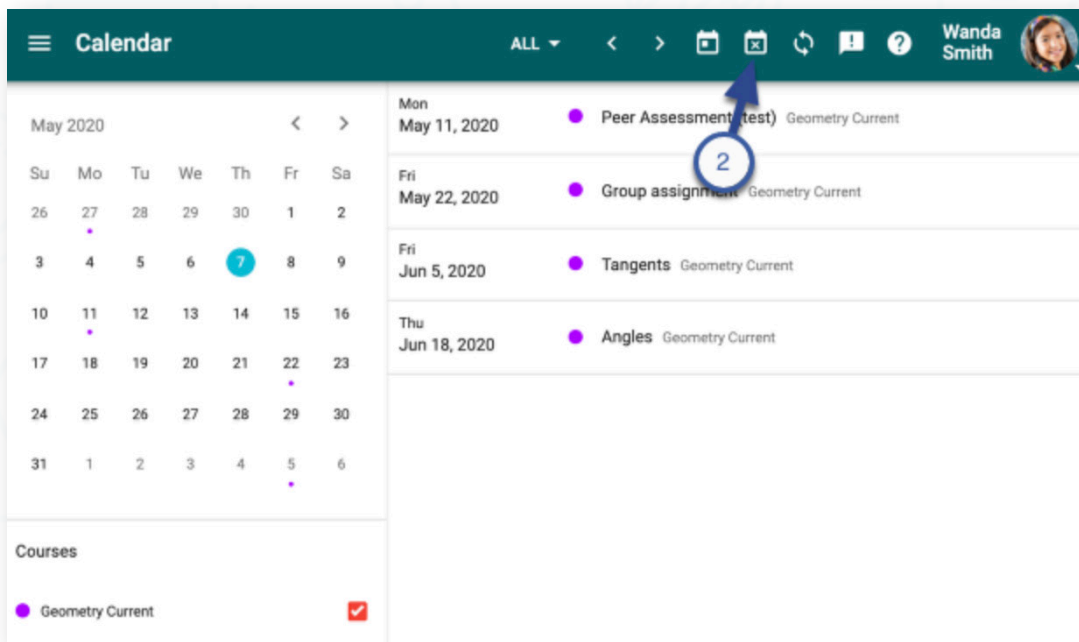 Calendar
ALL
Wanda
Smith
May 2020
Su Mo Tu We Th Fr Sa
26 27 28 29 30 1 2
3 4 5 6 7 8 9
10 11 12 13 14 15 16
17 18 19 20 21 22 23
24 25 26 27 28 29 30
31 1 2 3 4 5 6
Courses
Geometry Current
Mon
May 11, 2020
Peer Assessment (test) Geometry Current
2
Fri
May 22, 2020
Group assignment Geometry Current
Fri
Jun 5, 2020
Tangents Geometry Current
Thu
Jun 18, 2020
Angles Geometry Current